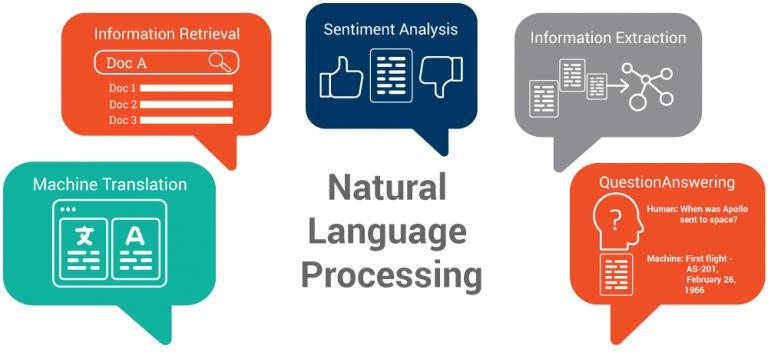 Information Retrieval
Doc A
Doc 1
Doc 2
Doc 3
Sentiment Analysis
Information Extraction
Machine Translation
文 A
Natural
Language
Processing
QuestionAnswering
?
Human: When was Apollo
sent to space?
Machine: First flight -
AS-201,
February 26,
1966